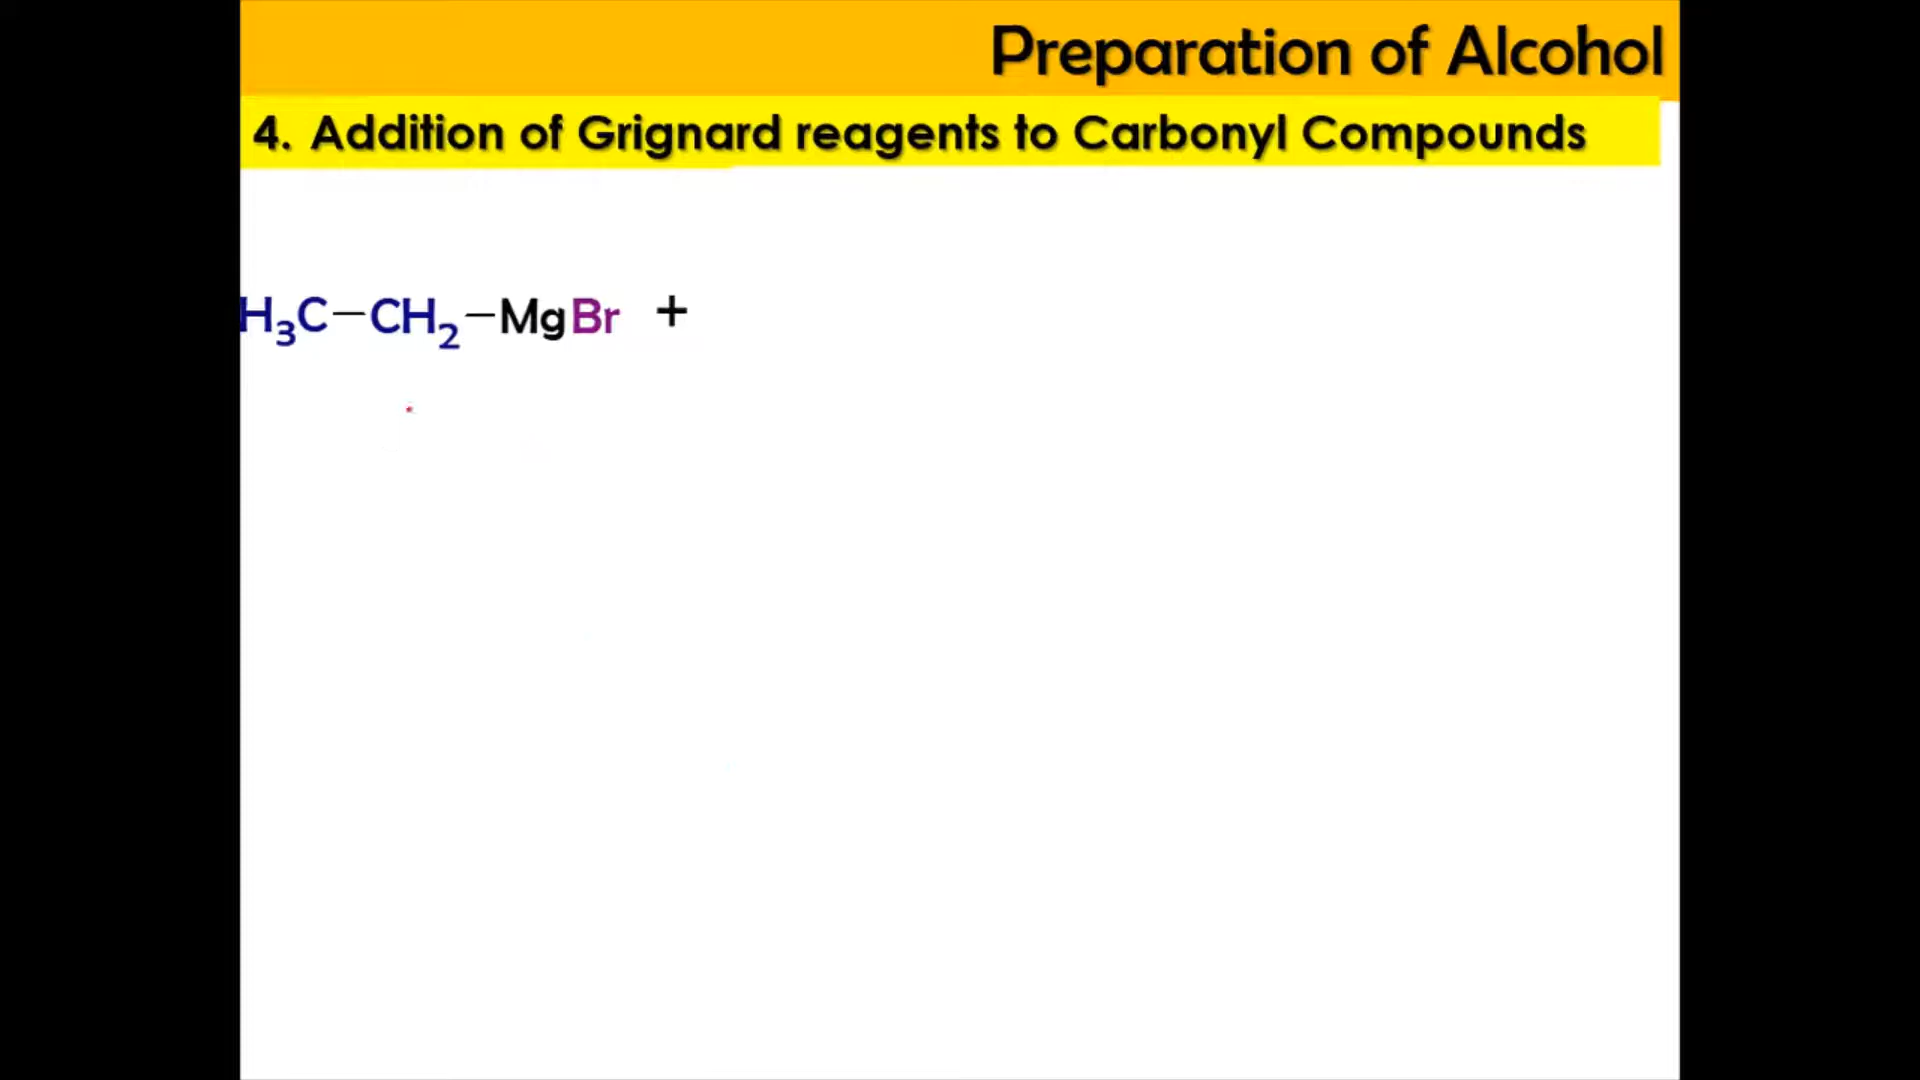 Preparation of Alcohol
4. Addition of Grignard reagents to Carbonyl Compounds
H₃C—CH₂—MgBr +